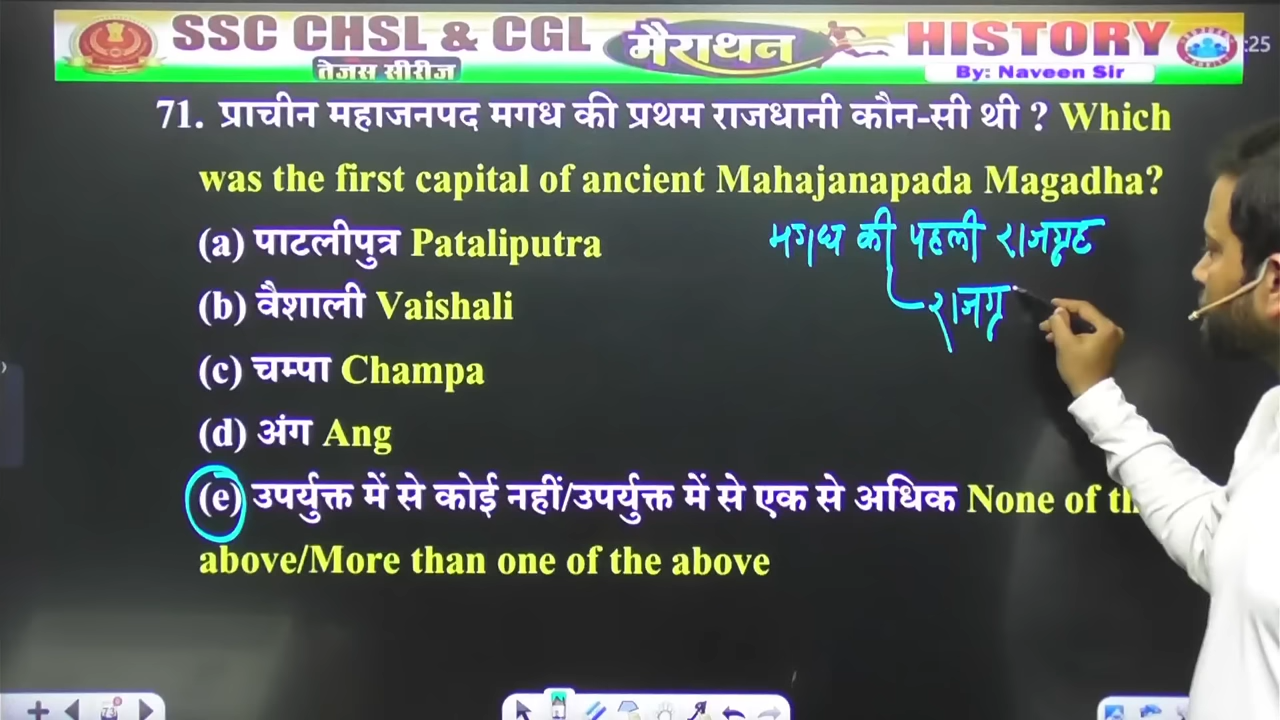 SSC CHSL & CGL मैराथन HISTORY :25
तेजस सीरीज By: Naveen Sir
71. प्राचीन महाजनपद मगध की प्रथम राजधानी कौन-सी थी ? Which
was the first capital of ancient Mahajanapada Magadha?
(a) पाटलीपुत्र Pataliputra
मगध की पहली राजगृह
(b) वैशाली Vaishali
राजगृ
(c) चम्पा Champa
(d) अंग Ang
(e) उपर्युक्त में से कोई नहीं/उपर्युक्त में से एक से अधिक None of th
above/More than one of the above